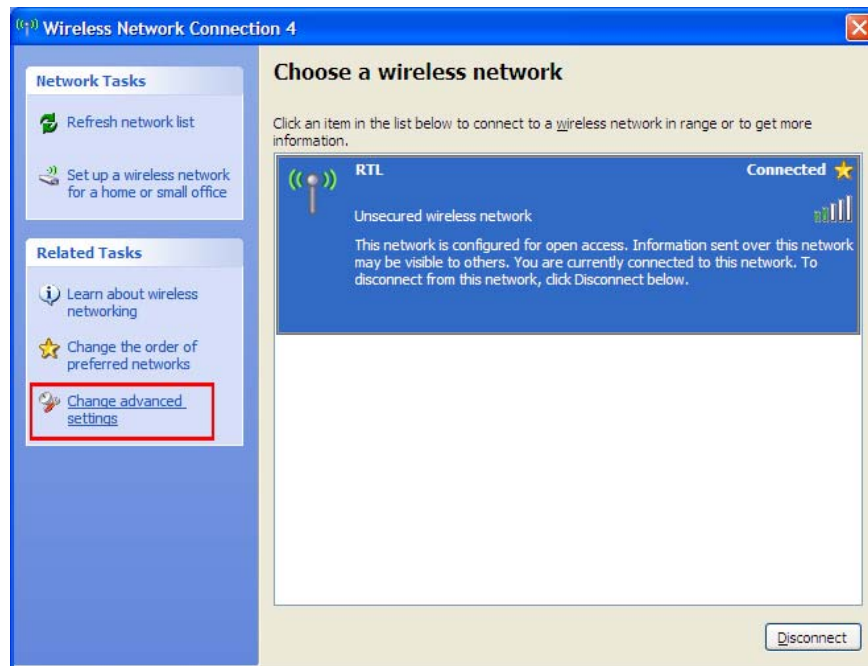 Wireless Network Connection 4
Network Tasks
Refresh network list
Set up a wireless network
for a home or small office
Related Tasks
Learn about wireless
networking
Change the order of
preferred networks
Change advanced
settings
Choose a wireless network
Click an item in the list below to connect to a wireless network in range or to get more
information.
RTL
Connected
Unsecured wireless network
This network is configured for open access. Information sent over this network
may be visible to others. You are currently connected to this network. To
disconnect from this network, click Disconnect below.
Disconnect